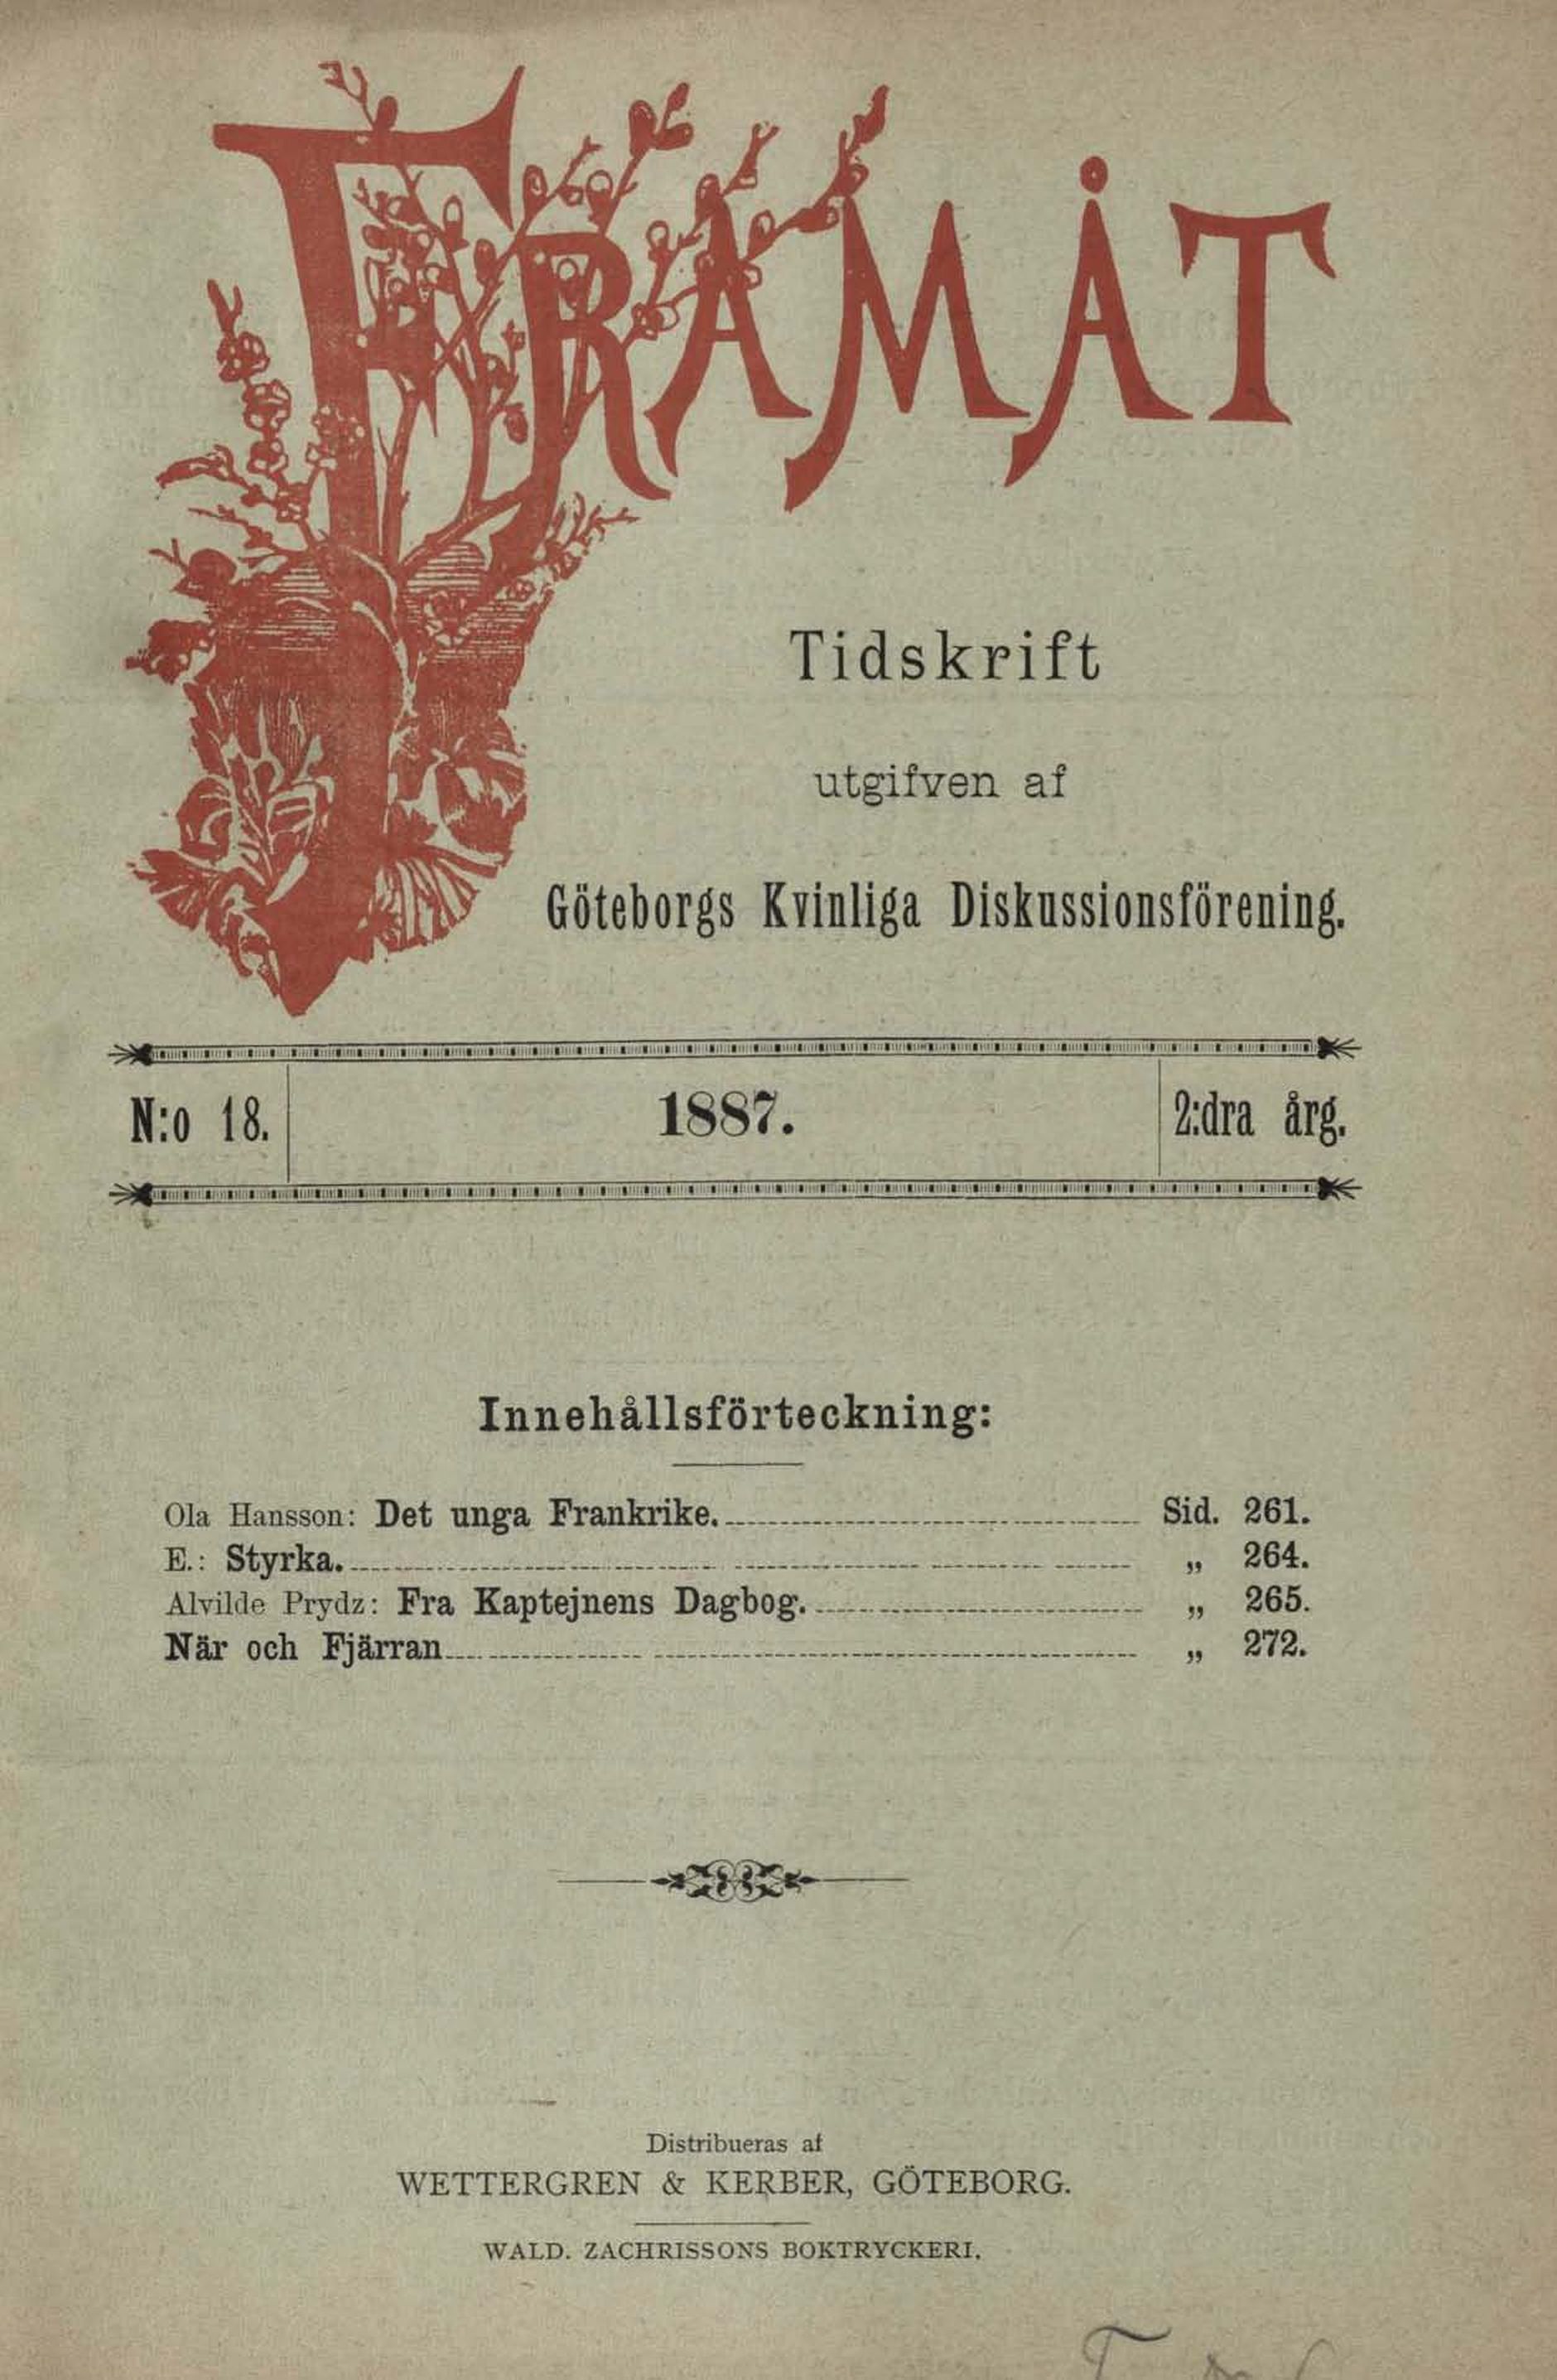 FRAMÅT
Tidskrift
utgifven af
Göteborgs Kvinliga Diskussionsförening.
N:o 18. 1887. 2:dra årg.
Innehållsförteckning:
Ola Hansson: Det unga Frankrike. Sid. 261.
E.: Styrka. „ 264.
Alvilde Prydz: Fra Kaptejnens Dagbog. „ 265.
När och Fjärran „ 272.
Distribueras af
WETTERGREN & KERBER, GÖTEBORG.
WALD. ZACHRISSONS BOKTRYCKERI.